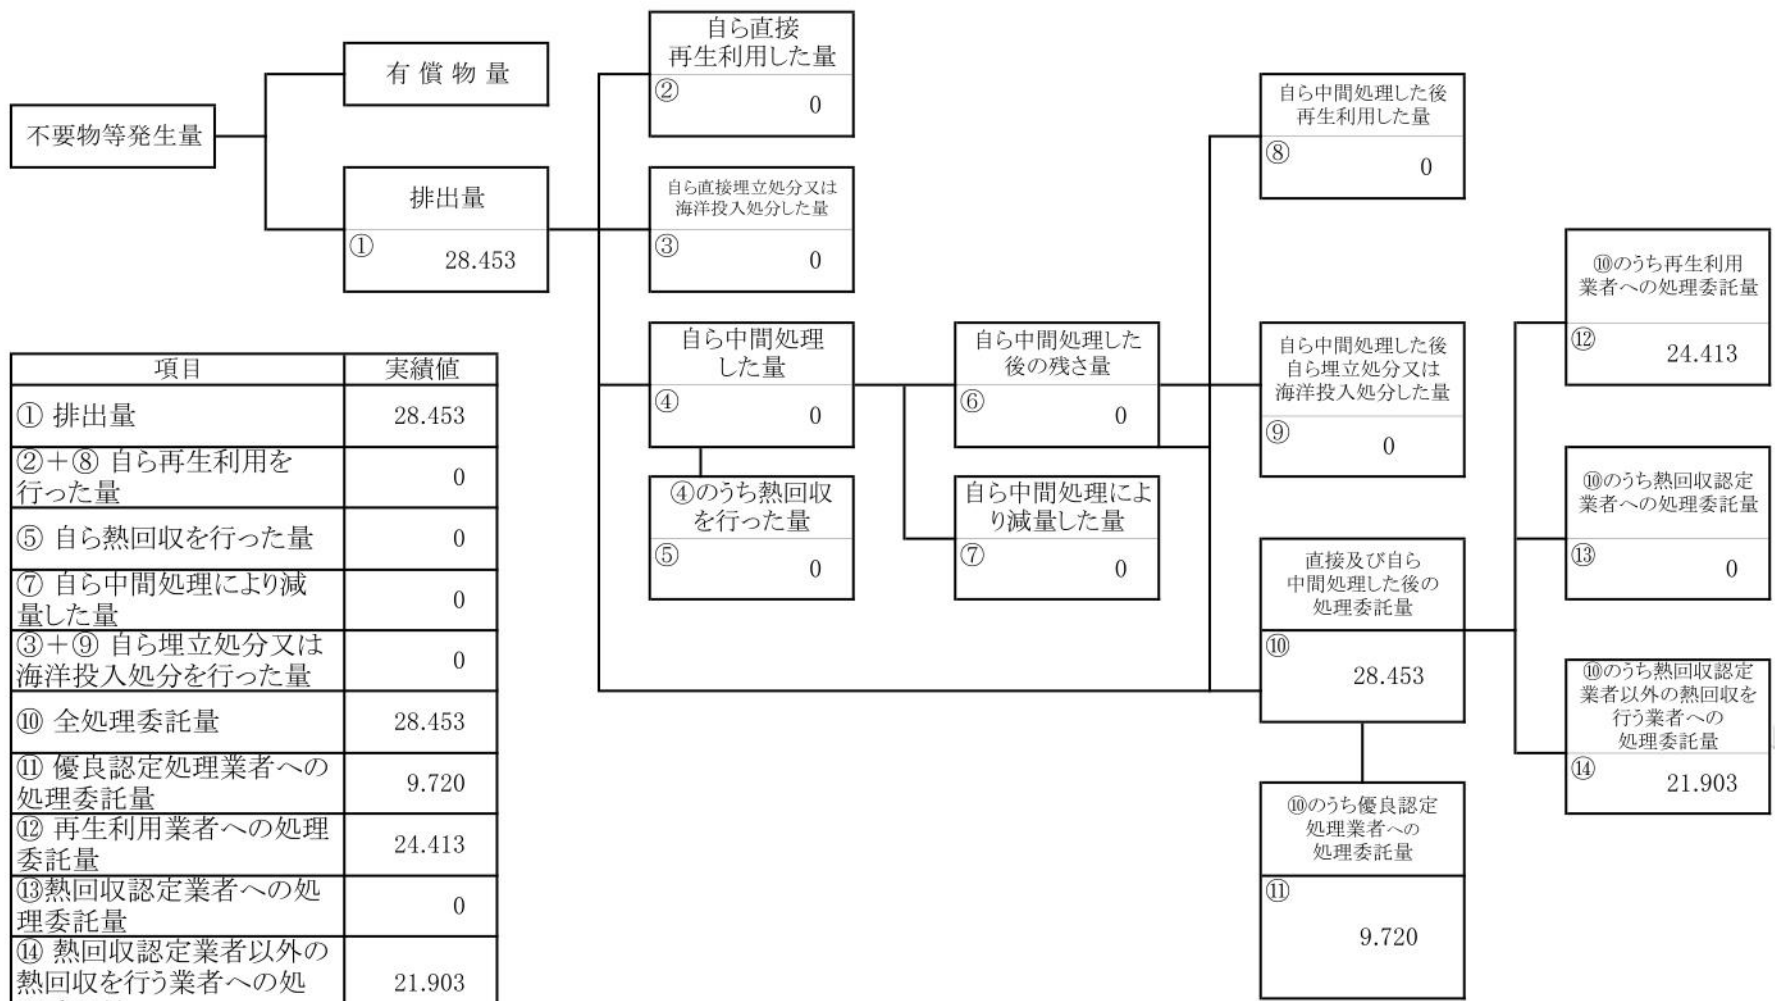 不要物等発生量
有 償 物 量
排出量
①
28.453
自ら直接
再生利用した量
②
0
自ら直接埋立処分又は
海洋投入処分した量
③
0
自ら中間処理
した量
④
0
④のうち熱回収
を行った量
⑤
0
自ら中間処理した
後の残さ量
⑥
0
自ら中間処理によ
り減量した量
⑦
0
自ら中間処理した後
再生利用した量
⑧
0
自ら中間処理した後
自ら埋立処分又は
海洋投入処分した量
⑨
0
直接及び自ら
中間処理した後の
処理委託量
⑩
28.453
⑩のうち優良認定
処理業者への
処理委託量
⑪
9.720
⑩のうち再生利用
業者への処理委託量
⑫
24.413
⑩のうち熱回収認定
業者への処理委託量
⑬
0
⑩のうち熱回収認定
業者以外の熱回収を
行う業者への
処理委託量
⑭
21.903
項目 実績値
① 排出量 28.453
②＋⑧ 自ら再生利用を
行った量
0
⑤ 自ら熱回収を行った量 0
⑦ 自ら中間処理により減
量した量
0
③＋⑨ 自ら埋立処分又は
海洋投入処分を行った量
0
⑩ 全処理委託量 28.453
⑪ 優良認定処理業者への
処理委託量
9.720
⑫ 再生利用業者への処理
委託量
24.413
⑬熱回収認定業者への処
理委託量
0
⑭ 熱回収認定業者以外の
熱回収を行う業者への処
21.903